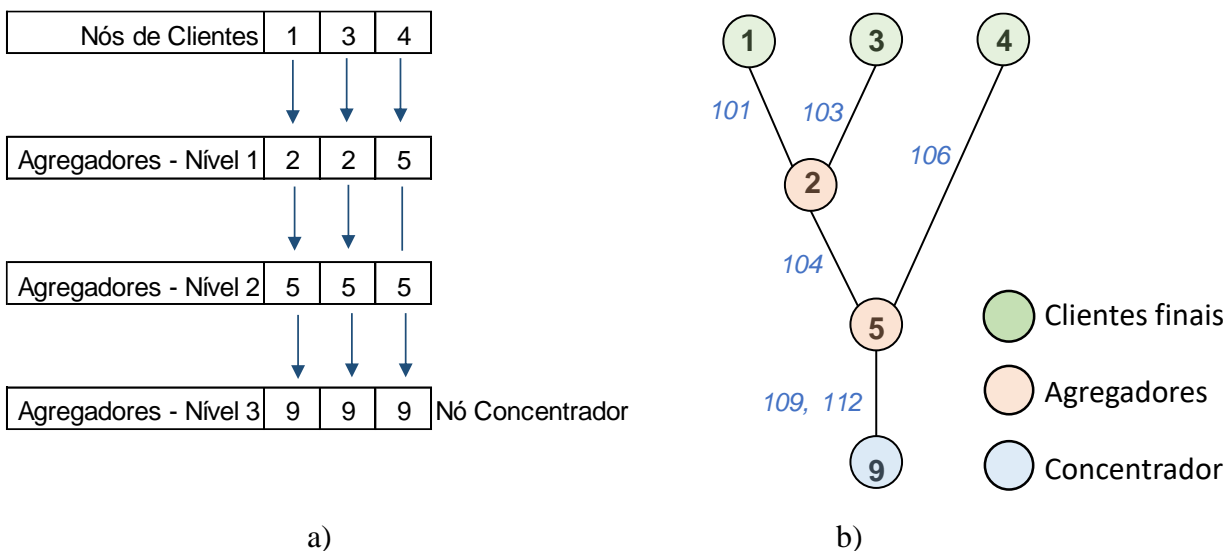 Nós de Clientes 1 3 4
Agregadores - Nível 1 2 2 5
Agregadores - Nível 2 5 5 5
Agregadores - Nível 3 9 9 9 Nó Concentrador
a)
1 3 4
101 103
106
2
104
5
109, 112
9
Clientes finais
Agregadores
Concentrador
b)